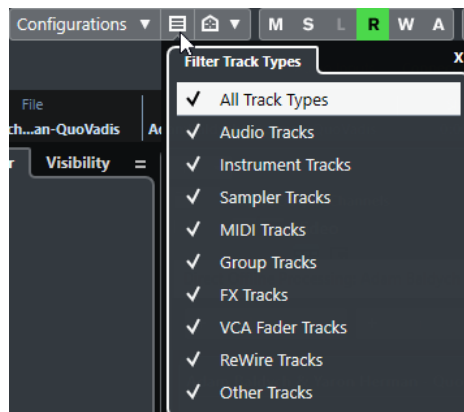 Configurations ▼ ▼ M S L R W A
Filter Track Types X
✓ All Track Types
File
ch...an-QuoVadis
✓ Audio Tracks
Visibility =
✓ Instrument Tracks
✓ Sampler Tracks
✓ MIDI Tracks
✓ Group Tracks
✓ FX Tracks
✓ VCA Fader Tracks
✓ ReWire Tracks
✓ Other Tracks